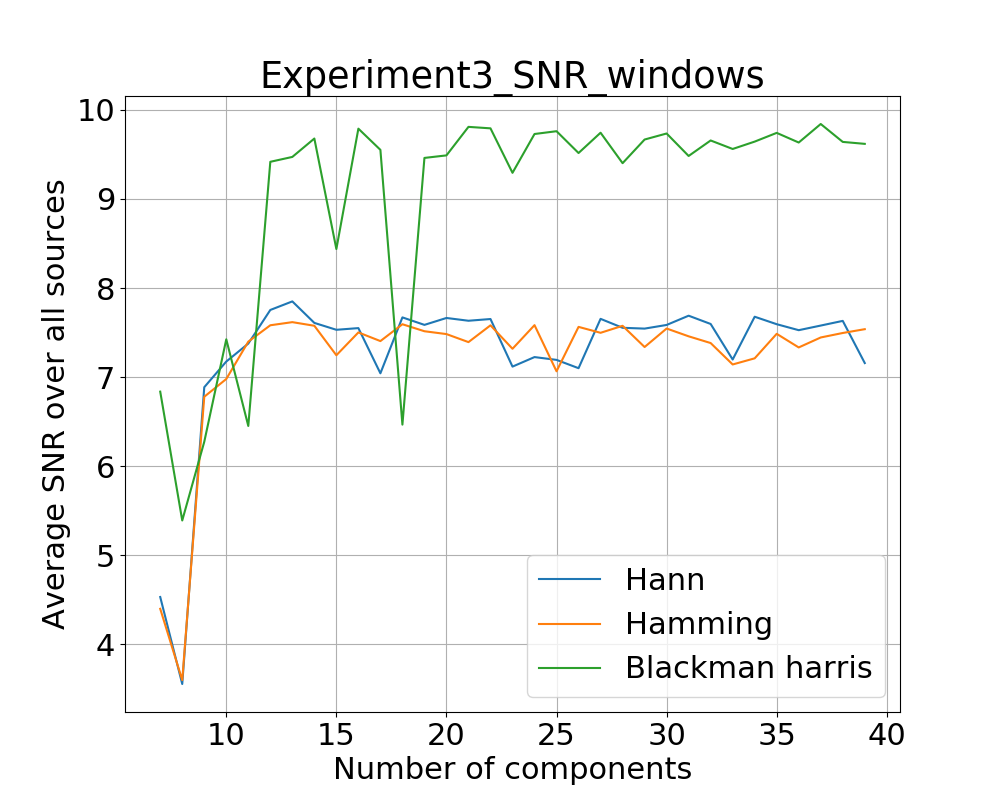 Experiment3_SNR_windows
Average SNR over all sources
10
9
8
7
6
5
4
Hann
Hamming
Blackman harris
10 15 20 25 30 35 40
Number of components